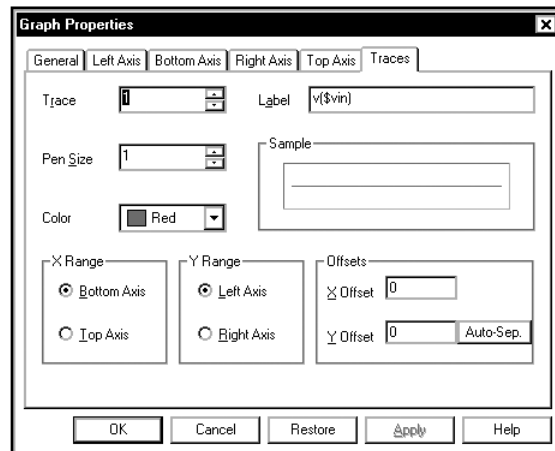 Graph Properties
General Left Axis Bottom Axis Right Axis Top Axis Traces
Trace 1 Label v($vin)
Pen Size 1 Sample
Color Red
X Range Y Range Offsets
Bottom Axis Left Axis X Offset 0
Top Axis Right Axis Y Offset 0 Auto-Sep.
OK Cancel Restore Apply Help